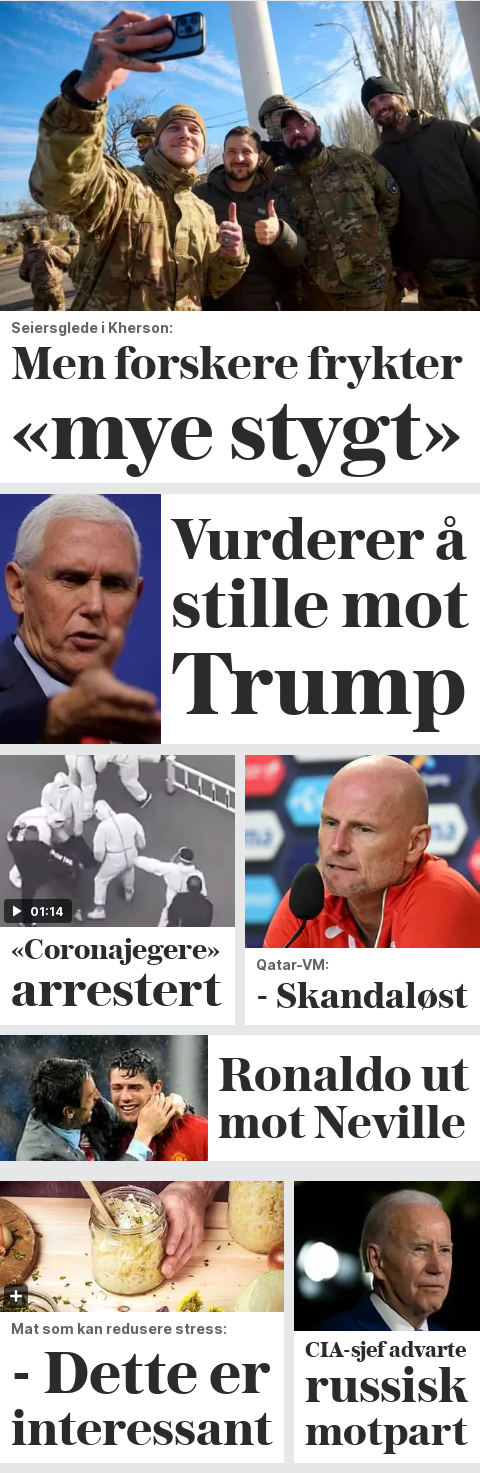 Seiersglede i Kherson:
Men forskere frykter
«mye stygt»
Vurderer å
stille mot
Trump
01:14
«Coronajegere»
arrestert
Qatar-VM:
- Skandaløst
Ronaldo ut
mot Neville
+
Mat som kan redusere stress:
- Dette er
interessant
CIA-sjef advarte
russisk
motpart